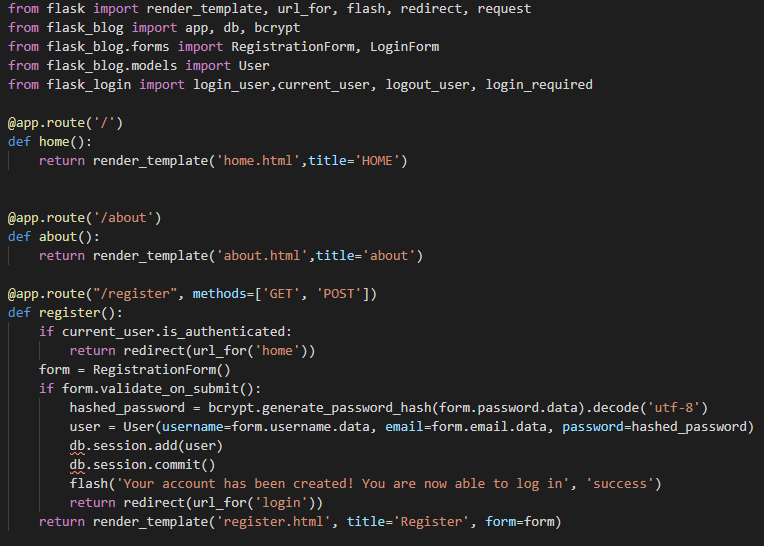 from flask import render_template, url_for, flash, redirect, request
from flask_blog import app, db, bcrypt
from flask_blog.forms import RegistrationForm, LoginForm
from flask_blog.models import User
from flask_login import login_user,current_user, logout_user, login_required

@app.route('/')
def home():
    return render_template('home.html',title='HOME')


@app.route('/about')
def about():
    return render_template('about.html',title='about')

@app.route("/register", methods=['GET', 'POST'])
def register():
    if current_user.is_authenticated:
        return redirect(url_for('home'))
    form = RegistrationForm()
    if form.validate_on_submit():
        hashed_password = bcrypt.generate_password_hash(form.password.data).decode('utf-8')
        user = User(username=form.username.data, email=form.email.data, password=hashed_password)
        db.session.add(user)
        db.session.commit()
        flash('Your account has been created! You are now able to log in', 'success')
        return redirect(url_for('login'))
    return render_template('register.html', title='Register', form=form)